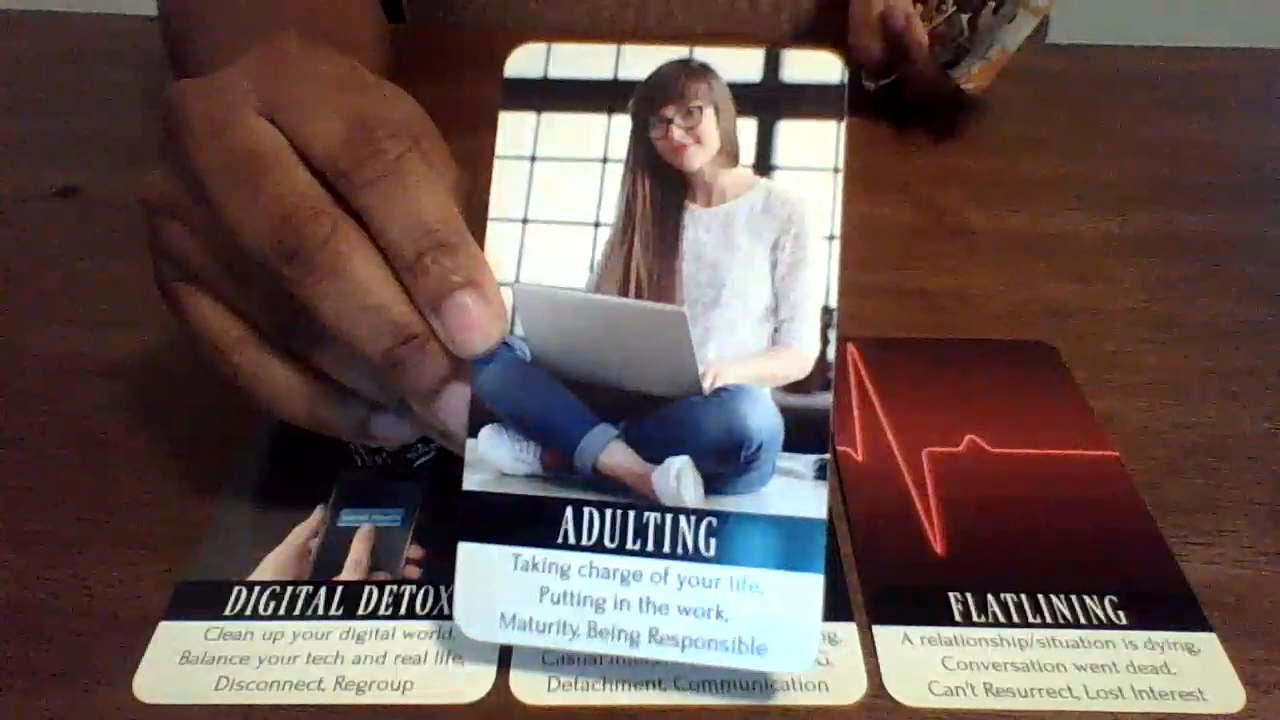 ADULTING
Taking charge of your life,
Putting in the work,
Maturity, Being Responsible
DIGITAL DETOX
Clean up your digital world.
Balance your tech and real life,
Disconnect, Regroup
Detachment, Communication
FLATLINING
A relationship/situation is dying,
Conversation went dead.
Can't Resurrect, Lost Interest